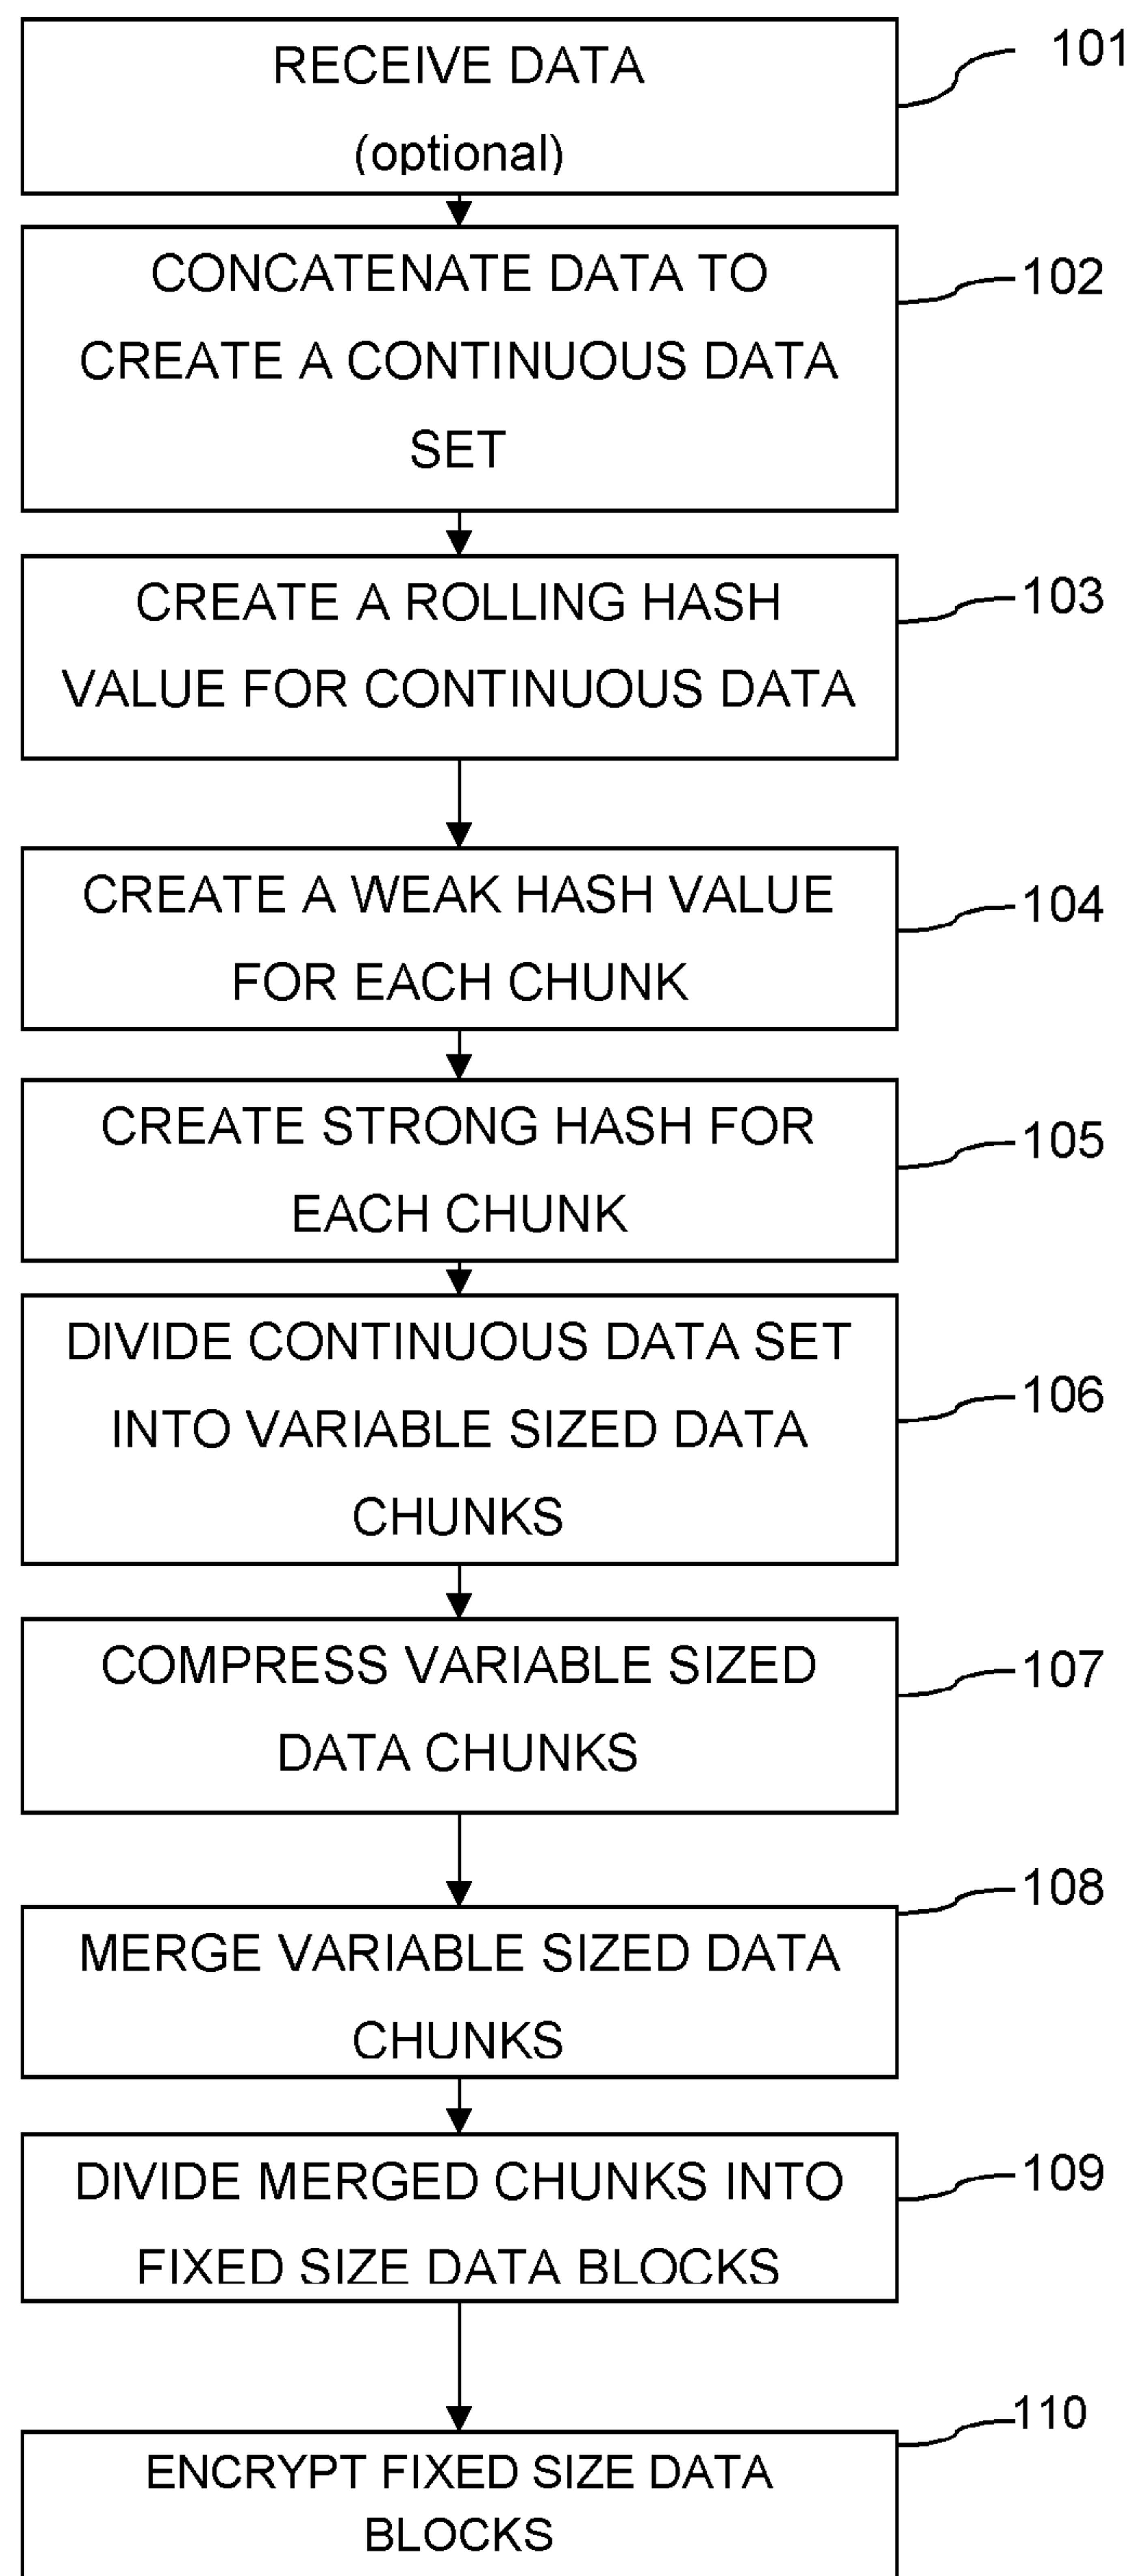 RECEIVE DATA
(optional)
101
CONCATENATE DATA TO
CREATE A CONTINUOUS DATA
SET
102
CREATE A ROLLING HASH
VALUE FOR CONTINUOUS DATA
103
CREATE A WEAK HASH VALUE
FOR EACH CHUNK
104
CREATE STRONG HASH FOR
EACH CHUNK
105
DIVIDE CONTINUOUS DATA SET
INTO VARIABLE SIZED DATA
CHUNKS
106
COMPRESS VARIABLE SIZED
DATA CHUNKS
107
MERGE VARIABLE SIZED DATA
CHUNKS
108
DIVIDE MERGED CHUNKS INTO
FIXED SIZE DATA BLOCKS
109
ENCRYPT FIXED SIZE DATA
BLOCKS
110